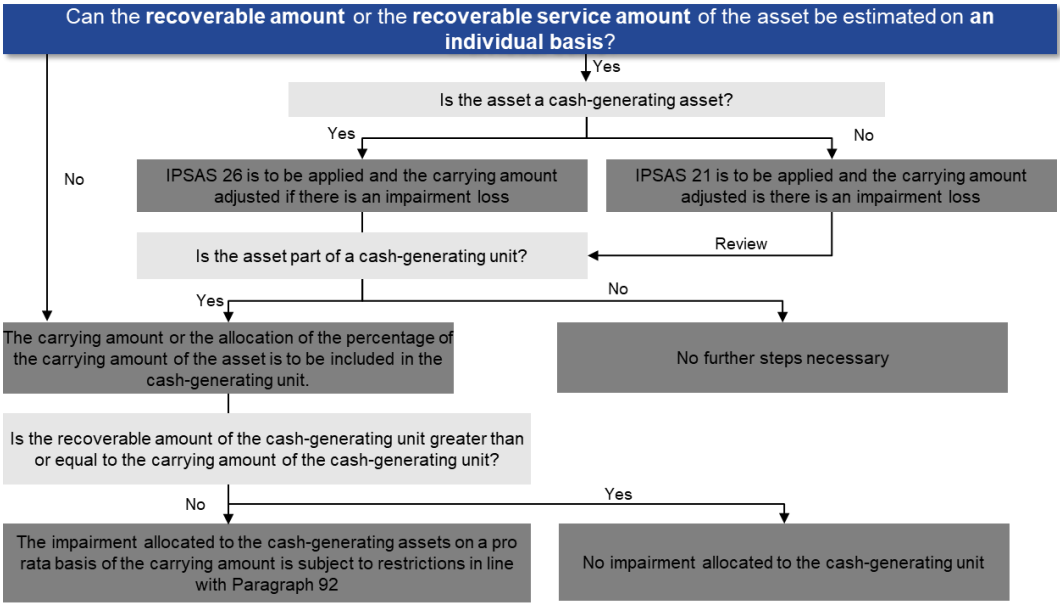 Can the recoverable amount or the recoverable service amount of the asset be estimated on an
individual basis?
Yes
Is the asset a cash-generating asset?
Yes
No
No
IPSAS 26 is to be applied and the carrying amount
adjusted if there is an impairment loss
IPSAS 21 is to be applied and the carrying amount
adjusted is there is an impairment loss
Is the asset part of a cash-generating unit?
Review
Yes
No
The carrying amount or the allocation of the percentage of
the carrying amount of the asset is to be included in the
cash-generating unit.
No further steps necessary
Is the recoverable amount of the cash-generating unit greater than
or equal to the carrying amount of the cash-generating unit?
No
Yes
The impairment allocated to the cash-generating assets on a pro
rata basis of the carrying amount is subject to restrictions in line
with Paragraph 92
No impairment allocated to the cash-generating unit